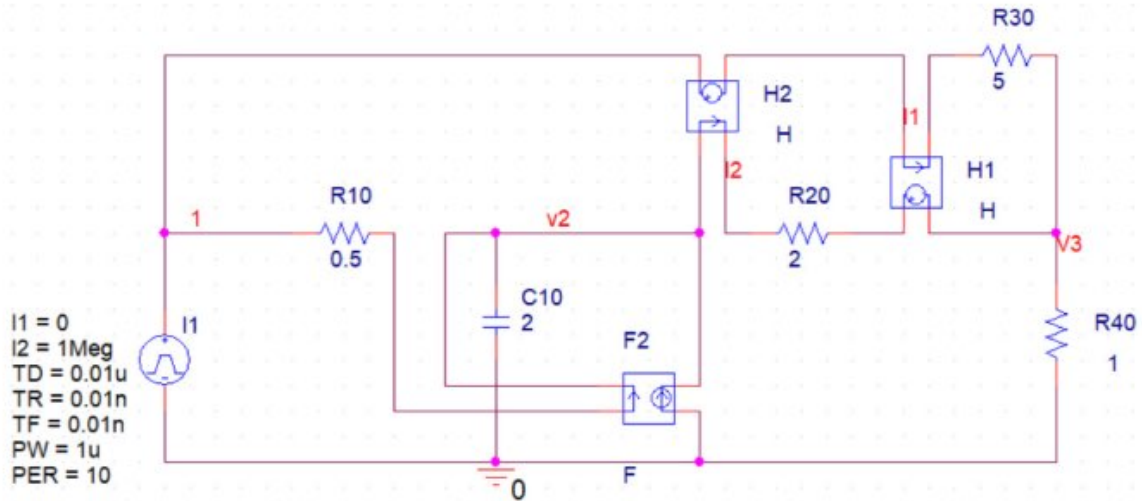 R30
5
H2
H
I1
H1
H
I2
R10
0.5
1
v2
R20
2
V3
C10
2
I1
I1 = 0
I2 = 1Meg
TD = 0.01u
TR = 0.01n
TF = 0.01n
PW = 1u
PER = 10
F2
F
R40
1
0